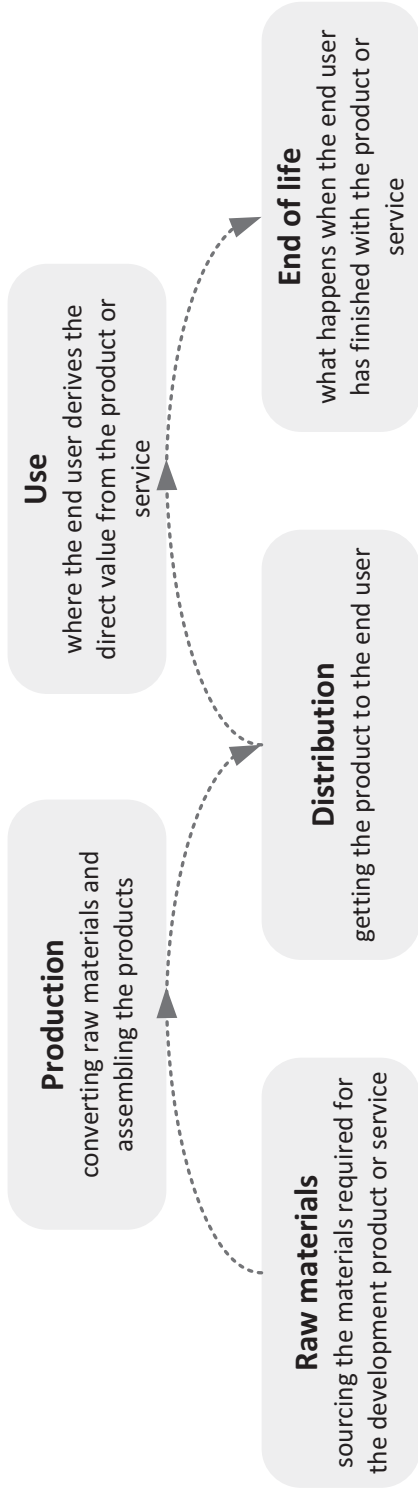 Raw materials
sourcing the materials required for
the development product or service
Production
converting raw materials and
assembling the products
Distribution
getting the product to the end user
Use
where the end user derives the
direct value from the product or
service
End of life
what happens when the end user
has finished with the product or
service